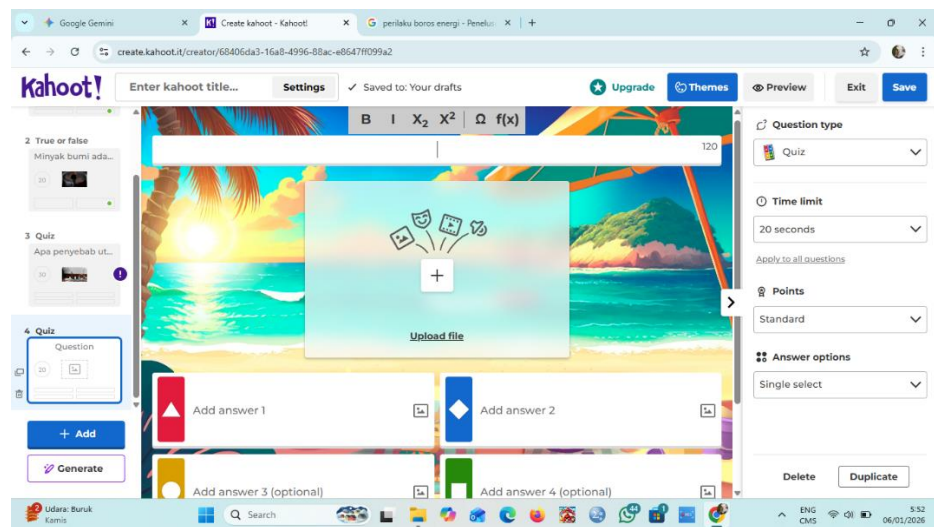 Google Gemini
Create kahoot - Kahoot!
perilaku boros energi - Penelus
create.kahoot.it/creator/68406da3-16a8-4996-88ac-e8647ff099a2
Kahoot!
Enter kahoot title...
Settings
Saved to: Your drafts
Upgrade
Themes
Preview
Exit
Save
B I X₂ X² Ω f(x)
120
2 True or false
Minyak bumi ada...
20
3 Quiz
Apa penyebab ut...
20
4 Quiz
Question
20
+ Add
Generate
Upload file
Add answer 1
Add answer 2
Add answer 3 (optional)
Add answer 4 (optional)
Question type
Quiz
Time limit
20 seconds
Apply to all questions
Points
Standard
Answer options
Single select
Delete
Duplicate
Udara: Buruk
Kamis
Search
ENG
CMS
5:52
06/01/2026